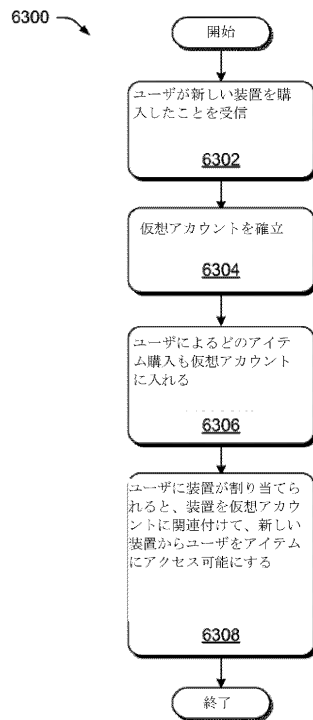 6300
開始
ユーザが新しい装置を購
入したことを受信
6302
仮想アカウントを確立
6304
ユーザによるどのアイテ
ム購入も仮想アカウント
に入れる
6306
ユーザに装置が割り当てら
れると、装置を仮想アカウ
ントに関連付けて、新しい
装置からユーザをアイテム
にアクセス可能にする
6308
終了